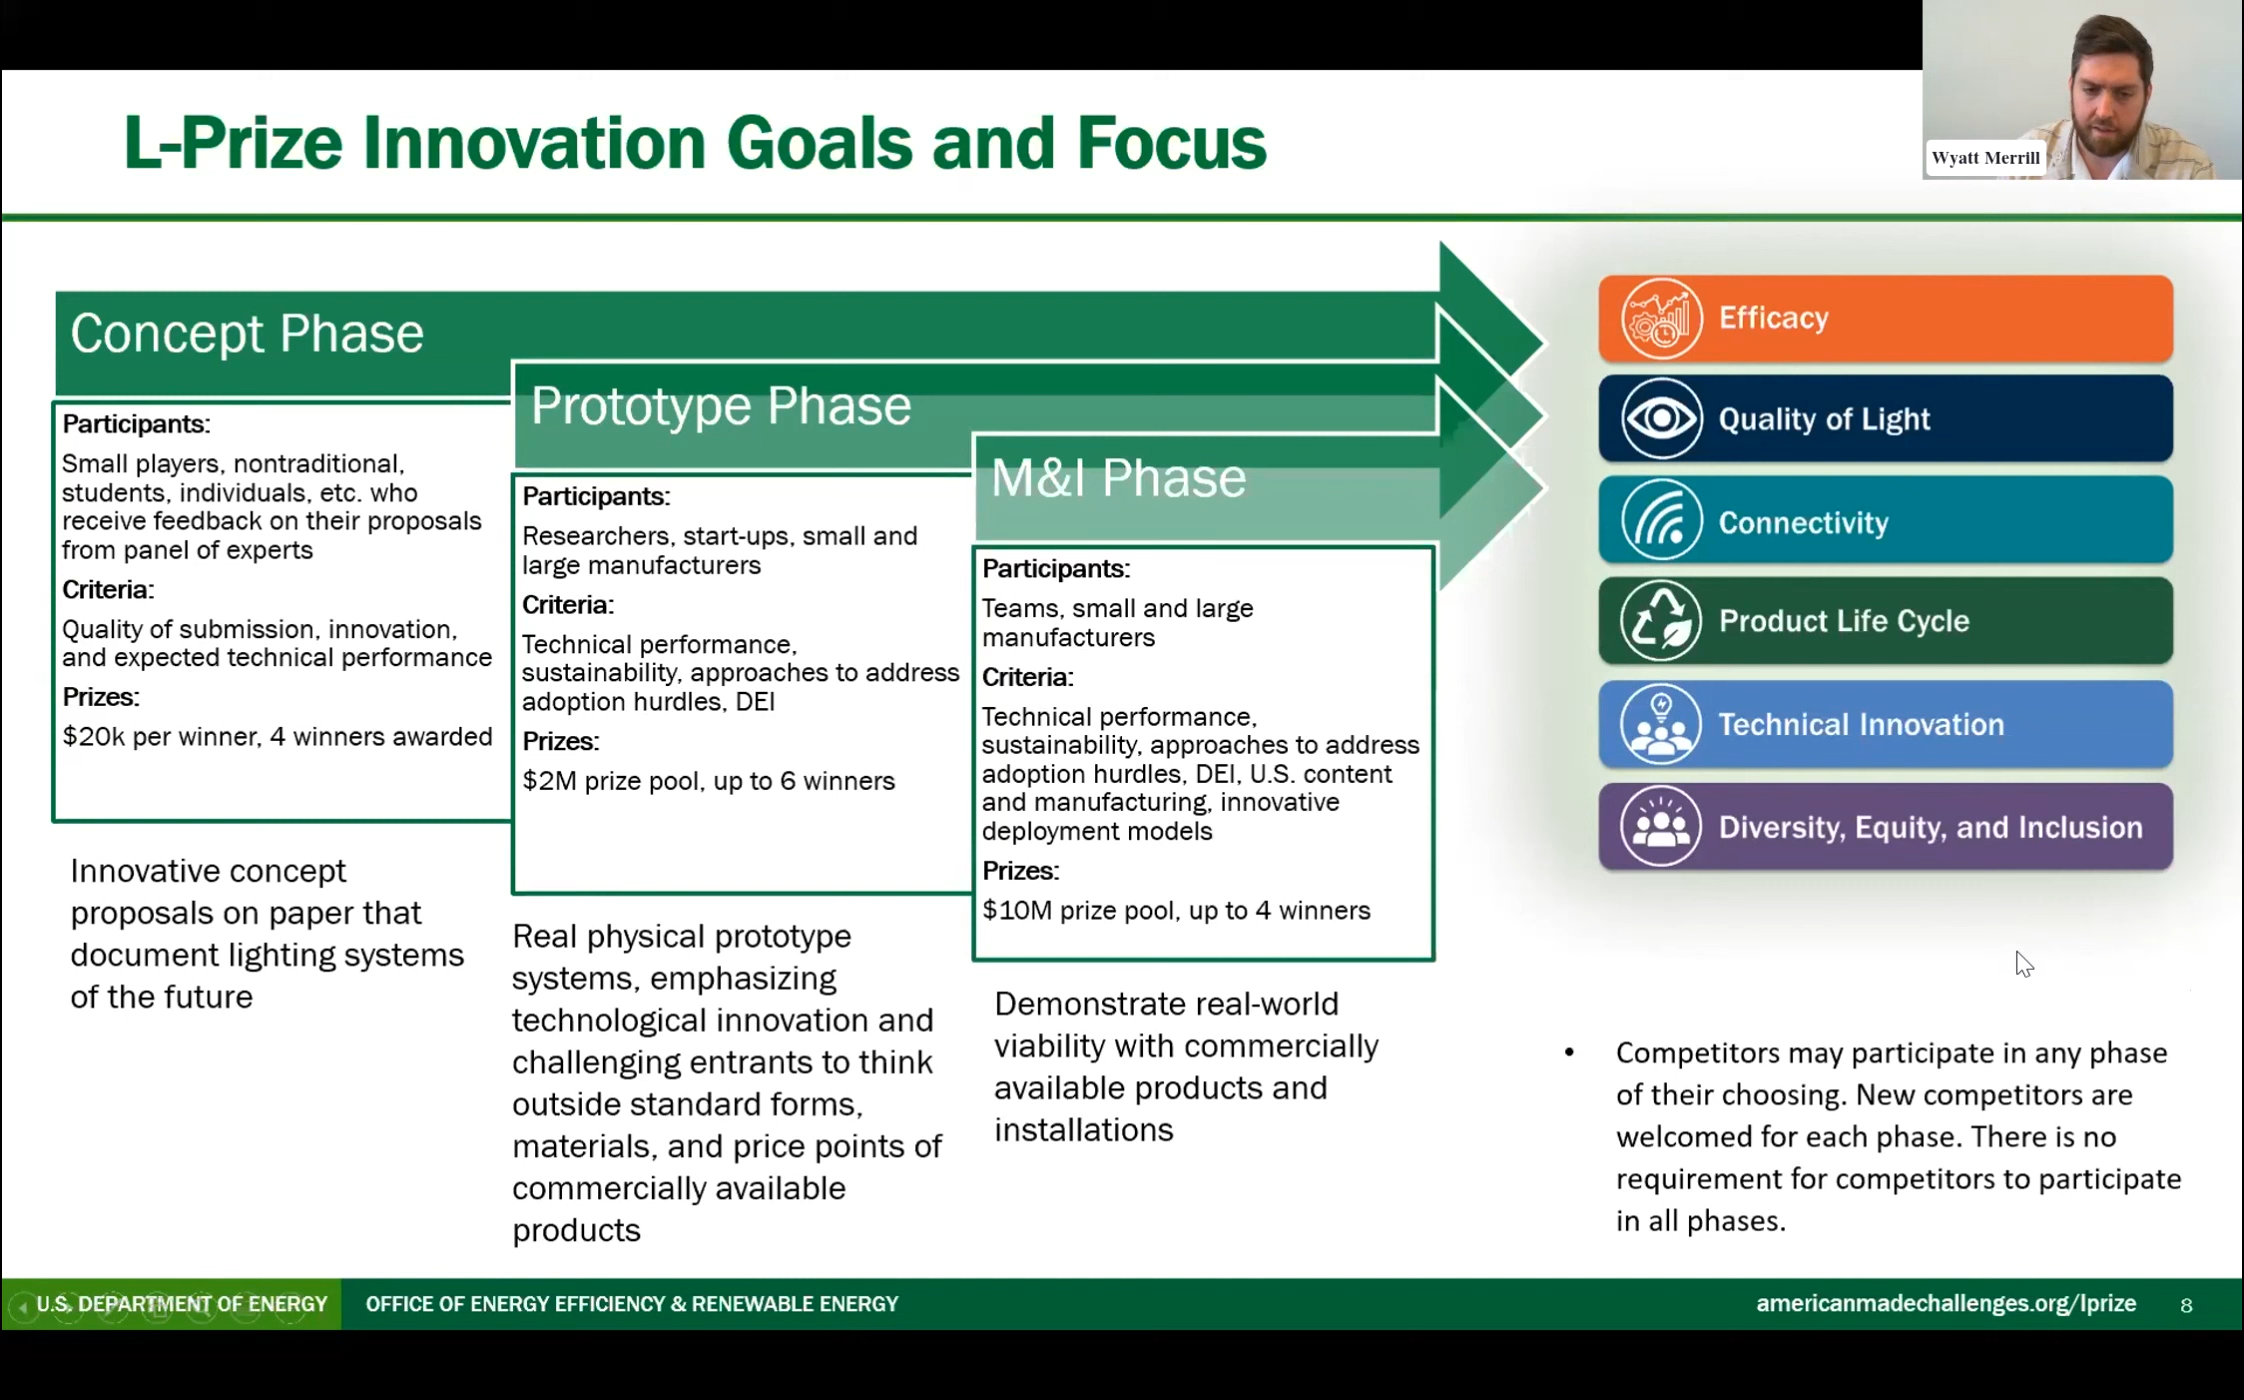 L-Prize Innovation Goals and Focus
Wyatt Merrill
Concept Phase
Participants:
Small players, nontraditional,
students, individuals, etc. who
receive feedback on their proposals
from panel of experts
Criteria:
Quality of submission, innovation,
and expected technical performance
Prizes:
$20k per winner, 4 winners awarded
Innovative concept
proposals on paper that
document lighting systems
of the future
Prototype Phase
Participants:
Researchers, start-ups, small and
large manufacturers
Criteria:
Technical performance,
sustainability, approaches to address
adoption hurdles, DEI
Prizes:
$2M prize pool, up to 6 winners
Real physical prototype
systems, emphasizing
technological innovation and
challenging entrants to think
outside standard forms,
materials, and price points of
commercially available
products
M&I Phase
Participants:
Teams, small and large
manufacturers
Criteria:
Technical performance,
sustainability, approaches to address
adoption hurdles, DEI, U.S. content
and manufacturing, innovative
deployment models
Prizes:
$10M prize pool, up to 4 winners
Demonstrate real-world
viability with commercially
available products and
installations
Efficacy
Quality of Light
Connectivity
Product Life Cycle
Technical Innovation
Diversity, Equity, and Inclusion
• Competitors may participate in any phase
of their choosing. New competitors are
welcomed for each phase. There is no
requirement for competitors to participate
in all phases.
U.S. DEPARTMENT OF ENERGY
OFFICE OF ENERGY EFFICIENCY & RENEWABLE ENERGY
americanmadechallenges.org/lprize
8